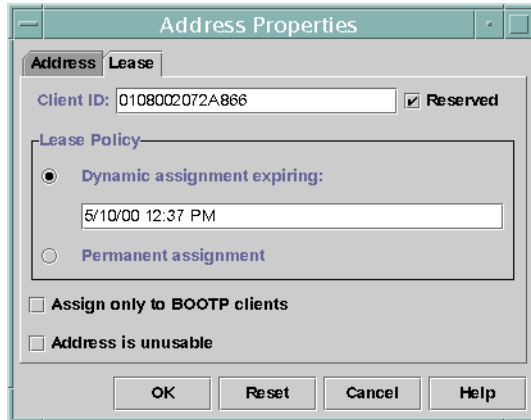 Address Properties
Address Lease
Client ID: 0108002072A866 Reserved
Lease Policy
Dynamic assignment expiring:
5/10/00 12:37 PM
Permanent assignment
Assign only to BOOTP clients
Address is unusable
OK Reset Cancel Help